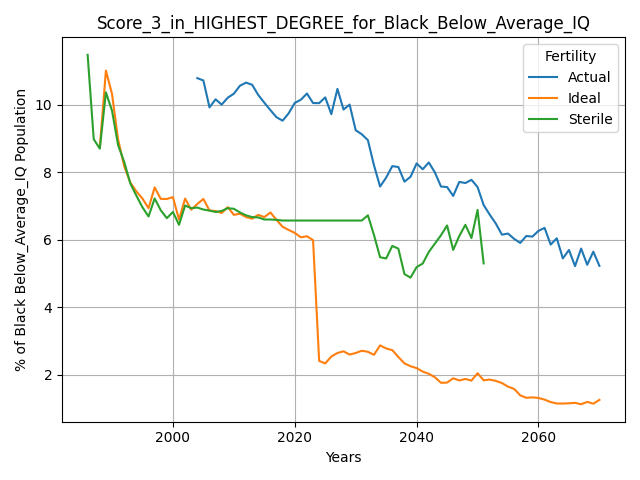 Score_3_in_HIGHEST_DEGREE_for_Black_Below_Average_IQ
Fertility
Actual
Ideal
Sterile
% of Black Below_Average_IQ Population
10
8
6
4
2
2000
2020
2040
2060
Years